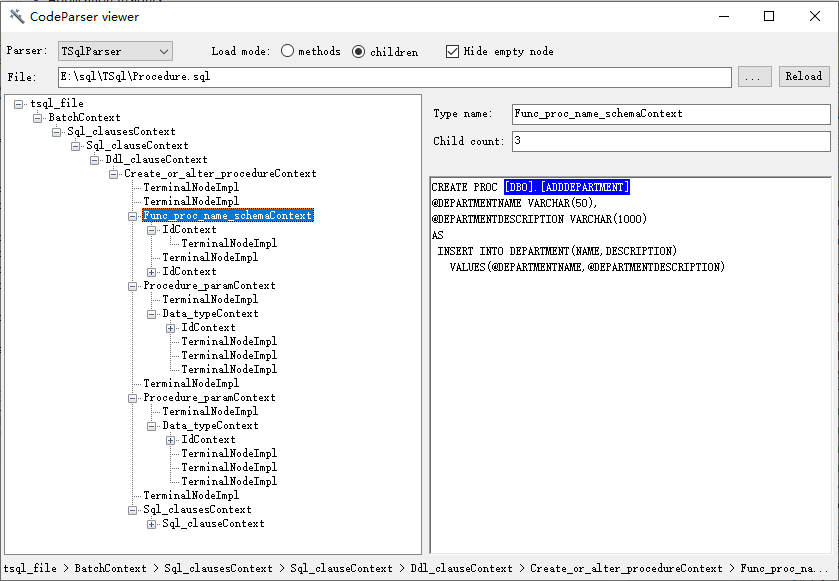 CodeParser viewer
Parser: TSqlParser Load mode: methods children Hide empty node
File: E:\sql\TSql\Procedure.sql ... Reload
tsql_file
BatchContext
Sql_clausesContext
Sql_clauseContext
Ddl_clauseContext
Create_or_alter_procedureContext
TerminalNodeImpl
TerminalNodeImpl
Func_proc_name_schemaContext
IdContext
TerminalNodeImpl
TerminalNodeImpl
IdContext
Procedure_paramContext
TerminalNodeImpl
Data_typeContext
IdContext
TerminalNodeImpl
TerminalNodeImpl
TerminalNodeImpl
TerminalNodeImpl
Procedure_paramContext
TerminalNodeImpl
Data_typeContext
IdContext
TerminalNodeImpl
TerminalNodeImpl
TerminalNodeImpl
TerminalNodeImpl
Sql_clausesContext
Sql_clauseContext
Type name: Func_proc_name_schemaContext
Child count: 3
CREATE PROC [DBO].[ADDDEPARTMENT]
@DEPARTMENTNAME VARCHAR(50),
@DEPARTMENTDESCRIPTION VARCHAR(1000)
AS
INSERT INTO DEPARTMENT(NAME,DESCRIPTION)
VALUES(@DEPARTMENTNAME,@DEPARTMENTDESCRIPTION)
tsql_file > BatchContext > Sql_clausesContext > Sql_clauseContext > Ddl_clauseContext > Create_or_alter_procedureContext > Func_proc_na...